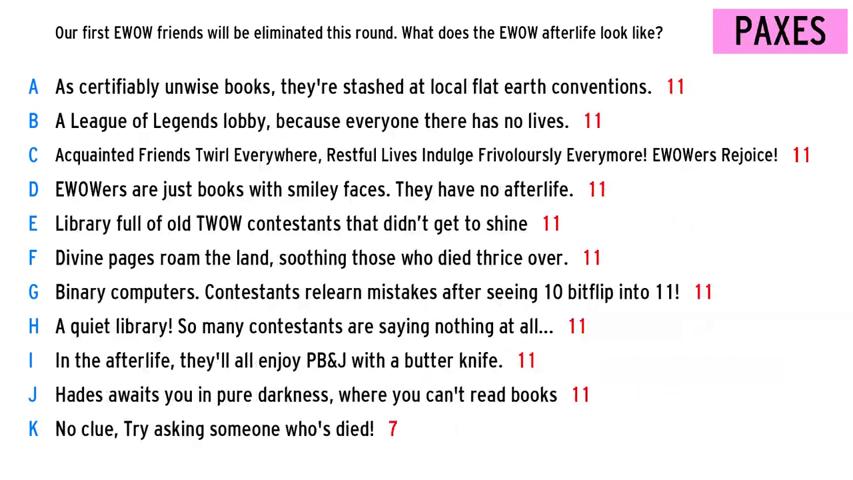 Our first EWOW friends will be eliminated this round. What does the EWOW afterlife look like?
PAXES
A As certifiably unwise books, they're stashed at local flat earth conventions. 11
B A League of Legends lobby, because everyone there has no lives. 11
C Acquainted Friends Twirl Everywhere, Restful Lives Indulge Frivoloursly Everymore! EWOWers Rejoice! 11
D EWOWers are just books with smiley faces. They have no afterlife. 11
E Library full of old TWOW contestants that didn’t get to shine 11
F Divine pages roam the land, soothing those who died thrice over. 11
G Binary computers. Contestants relearn mistakes after seeing 10 bitflip into 11! 11
H A quiet library! So many contestants are saying nothing at all... 11
I In the afterlife, they'll all enjoy PB&J with a butter knife. 11
J Hades awaits you in pure darkness, where you can't read books 11
K No clue, Try asking someone who's died! 7